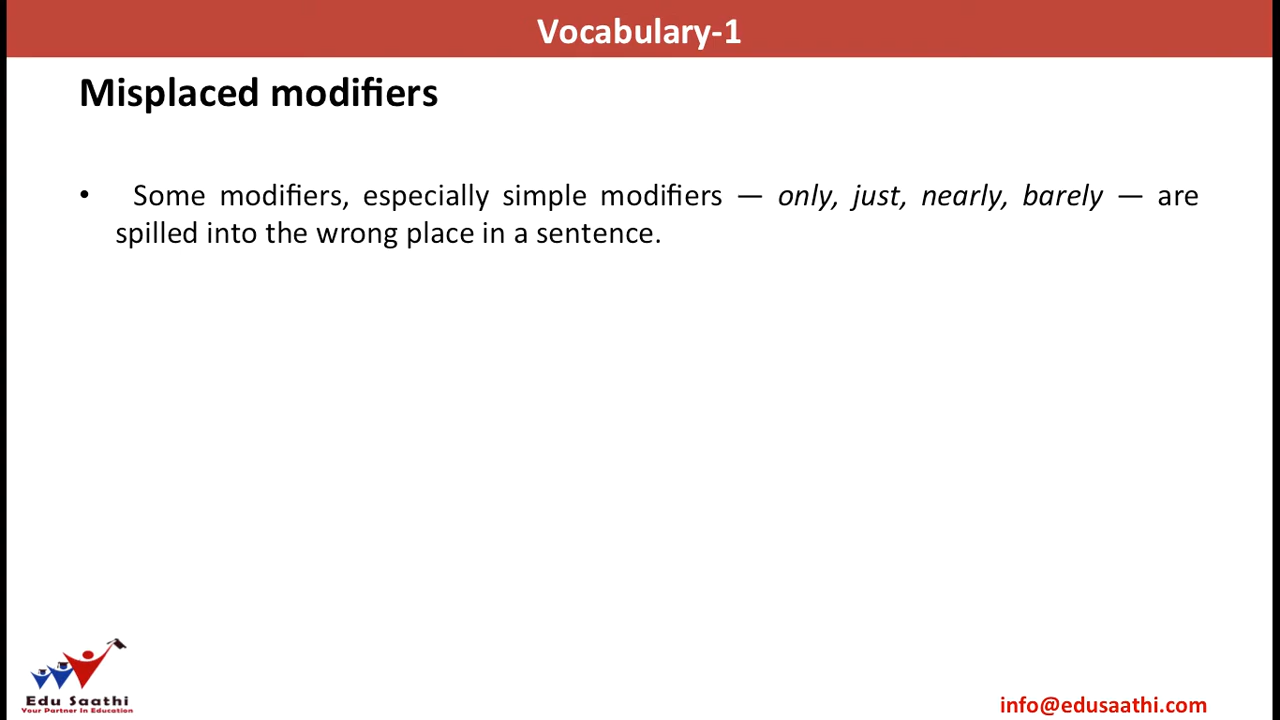 Vocabulary-1
Misplaced modifiers
• Some modifiers, especially simple modifiers — only, just, nearly, barely — are
spilled into the wrong place in a sentence.
Edu Saathi
Your Partner In Education
info@edusaathi.com